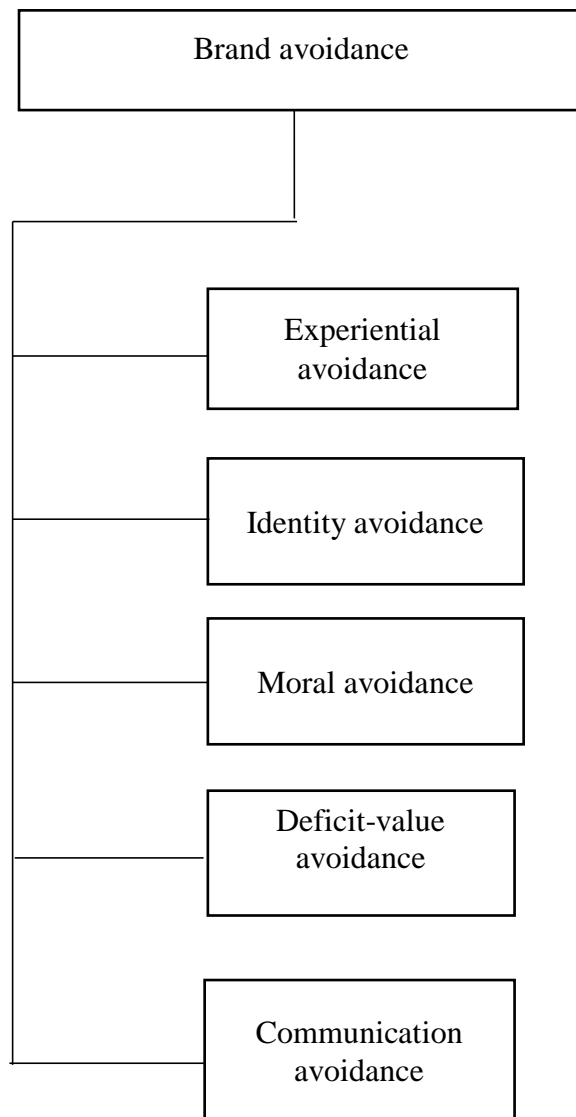 Brand avoidance
Experiential
avoidance
Identity avoidance
Moral avoidance
Deficit-value
avoidance
Communication
avoidance